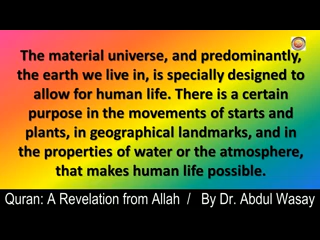 The material universe, and predominantly,
the earth we live in, is specially designed to
allow for human life. There is a certain
purpose in the movements of starts and
plants, in geographical landmarks, and in
the properties of water or the atmosphere,
that makes human life possible.
Quran: A Revelation from Allah / By Dr. Abdul Wasay